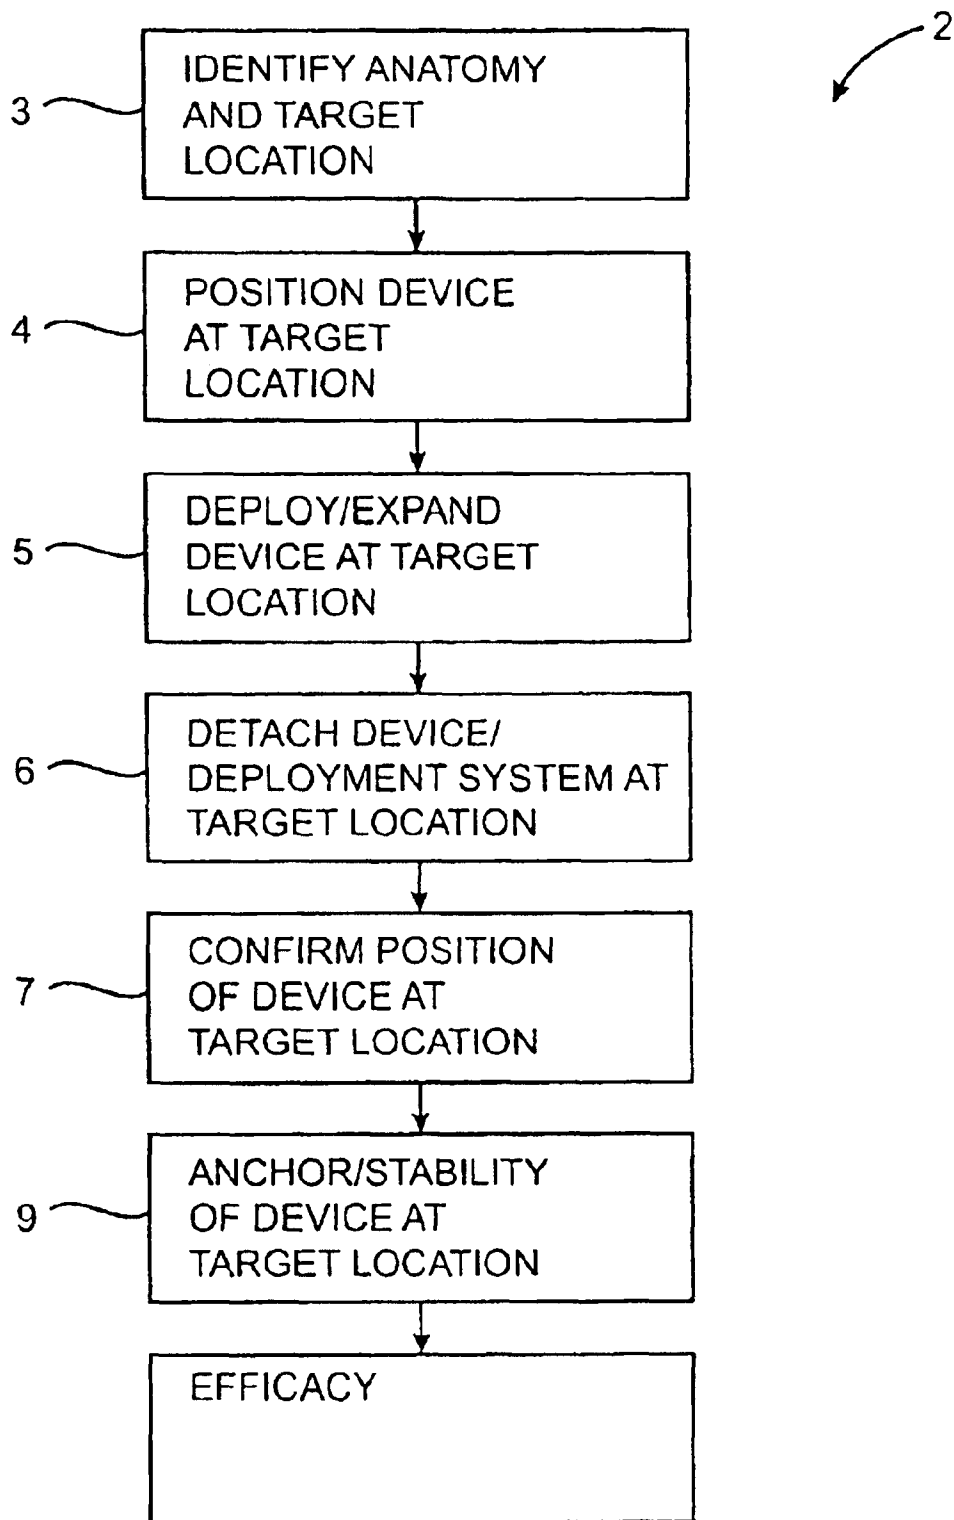 2
3
IDENTIFY ANATOMY
AND TARGET
LOCATION
4
POSITION DEVICE
AT TARGET
LOCATION
5
DEPLOY/EXPAND
DEVICE AT TARGET
LOCATION
6
DETACH DEVICE/
DEPLOYMENT SYSTEM AT
TARGET LOCATION
7
CONFIRM POSITION
OF DEVICE AT
TARGET LOCATION
9
ANCHOR/STABILITY
OF DEVICE AT
TARGET LOCATION
EFFICACY